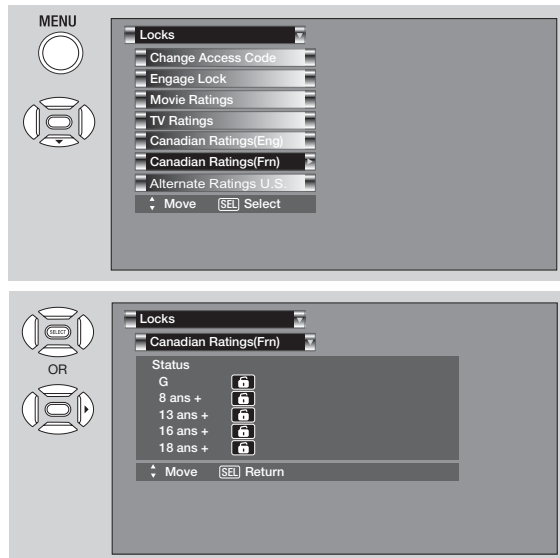 MENU
Locks
Change Access Code
Engage Lock
Movie Ratings
TV Ratings
Canadian Ratings(Eng)
Canadian Ratings(Frn)
Alternate Ratings U.S.
Move SEL Select
SELECT
OR
Locks
Canadian Ratings(Frn)
Status
G
8 ans +
13 ans +
16 ans +
18 ans +
Move SEL Return